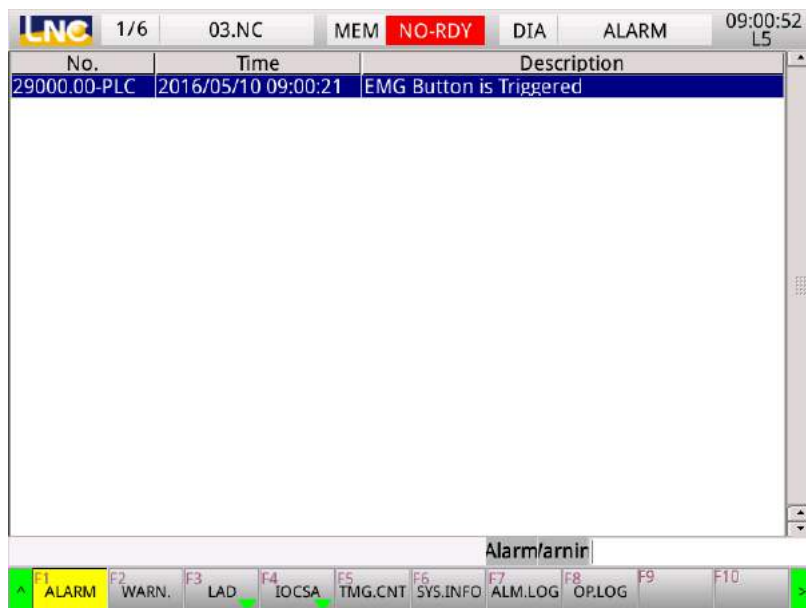 LNC 1/6 03.NC MEM NO-RDY DIA ALARM 09:00:52
L5
No. Time Description
29000.00-PLC 2016/05/10 09:00:21 EMG Button is Triggered
Alarm/arnin
^ F1 F2 F3 F4 F5 F6 F7 F8 F9 F10 >
ALARM WARN. LAD IOCSA TMG.CNT SYS.INFO ALM.LOG OP.LOG